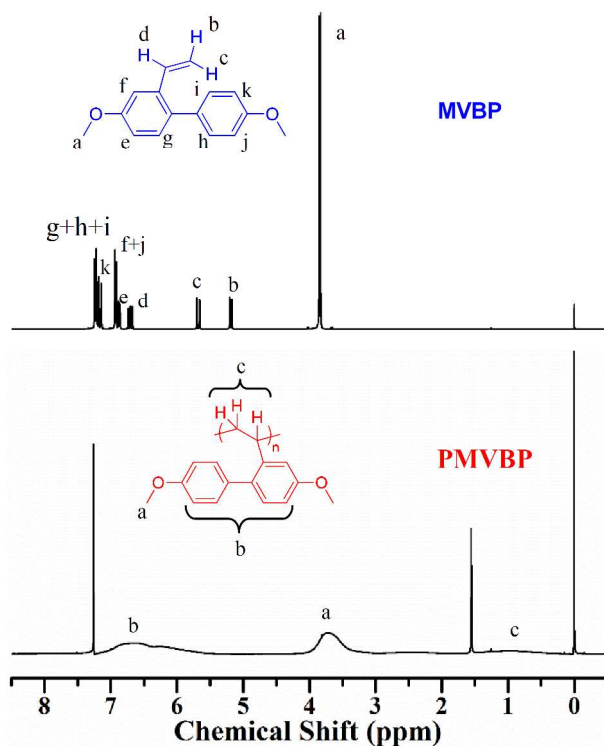 b
d
H
H
a
H
c
f
i
k
O
O
a
e
g
h
j
MVBP
g+h+i
f+j
k
e
d
c
b
c
H
H
H
n
O
O
a
b
PMVBP
b
a
c
8
7
6
5
4
3
2
1
0
Chemical Shift (ppm)